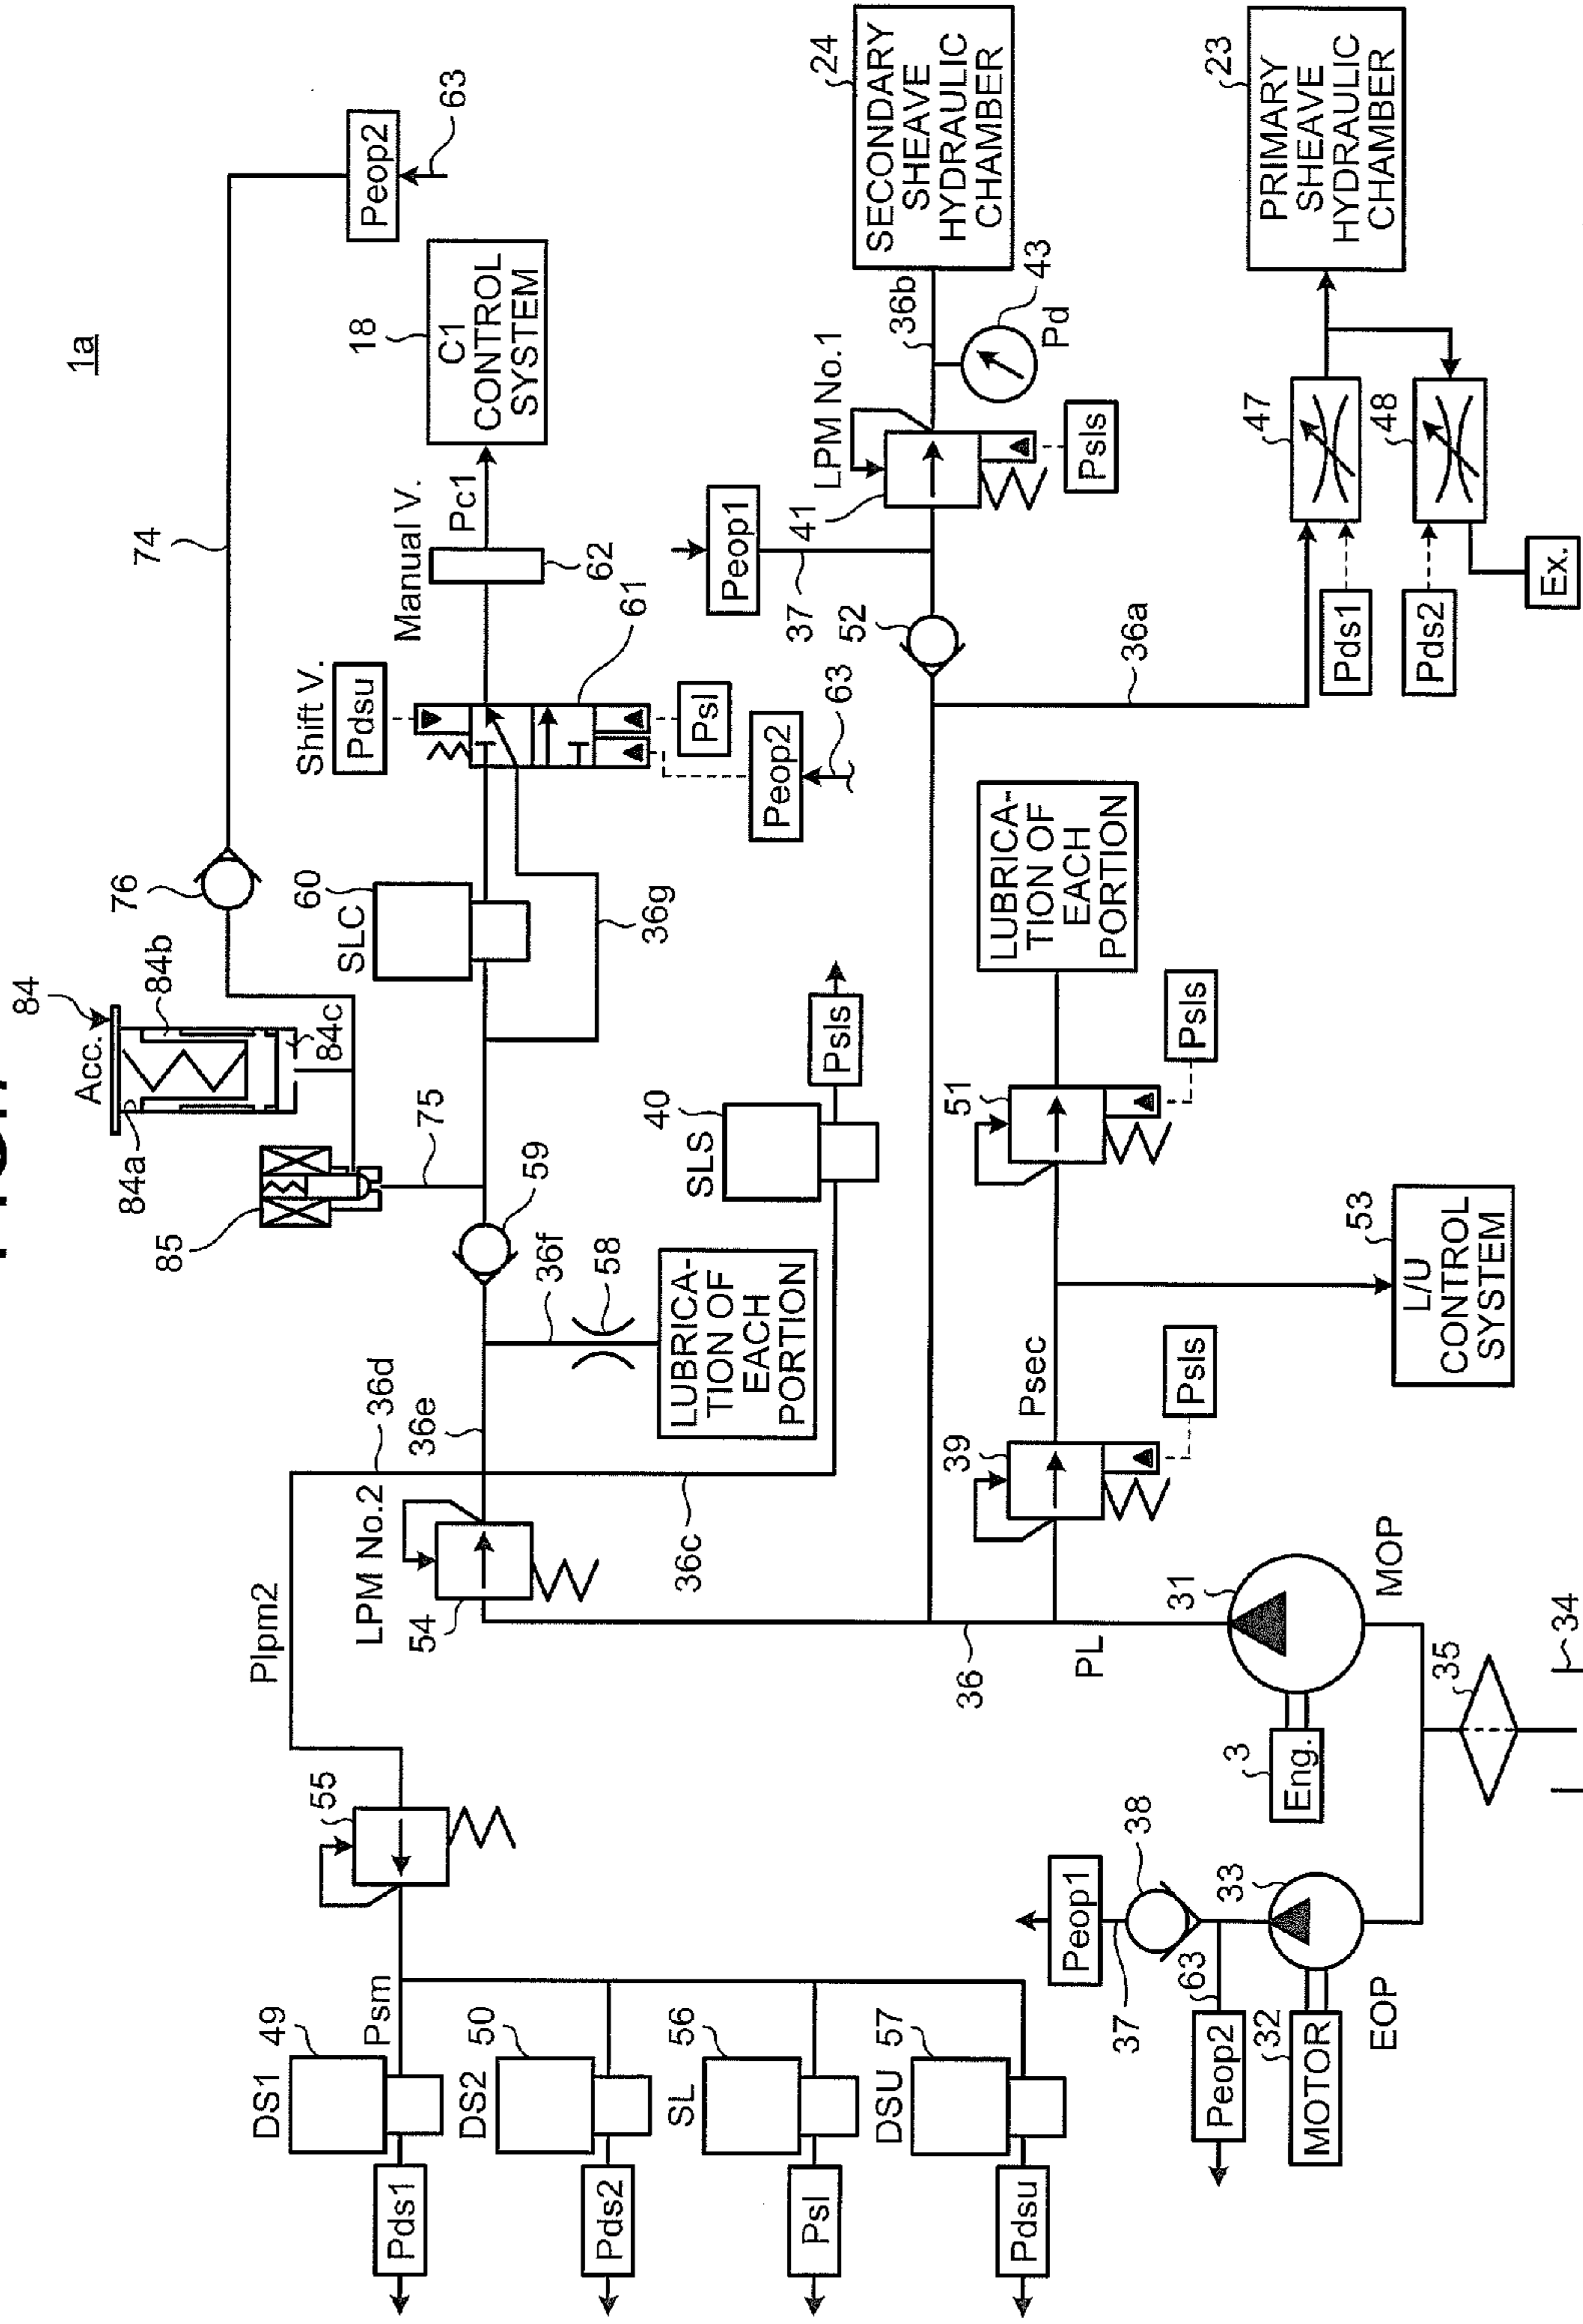 1a
84
Acc.
84a
84b
84c
85
76
74
Peop2
63
75
59
SLC
60
36g
Shift V.
Pdsu
61
Psl
Peop2
63
Manual V.
62
Pc1
18
C1
CONTROL
SYSTEM
Plpm2
36d
LPM No.2
54
36e
36f
58
LUBRICA-
TION OF
EACH
PORTION
36c
SLS
40
Psls
55
Psm
DS1
49
Pds1
DS2
50
Pds2
SL
56
Psl
DSU
57
Pdsu
Peop1
37
52
LPM No.1
41
Psls
36b
43
Pd
24
SECONDARY
SHEAVE
HYDRAULIC
CHAMBER
36a
47
Pds1
48
Pds2
Ex.
23
PRIMARY
SHEAVE
HYDRAULIC
CHAMBER
36
PL
39
Psls
Psec
51
Psls
LUBRICA-
TION OF
EACH
PORTION
53
L/U
CONTROL
SYSTEM
Peop1
37
38
63
Peop2
33
32
MOTOR
EOP
3
Eng.
31
MOP
35
34